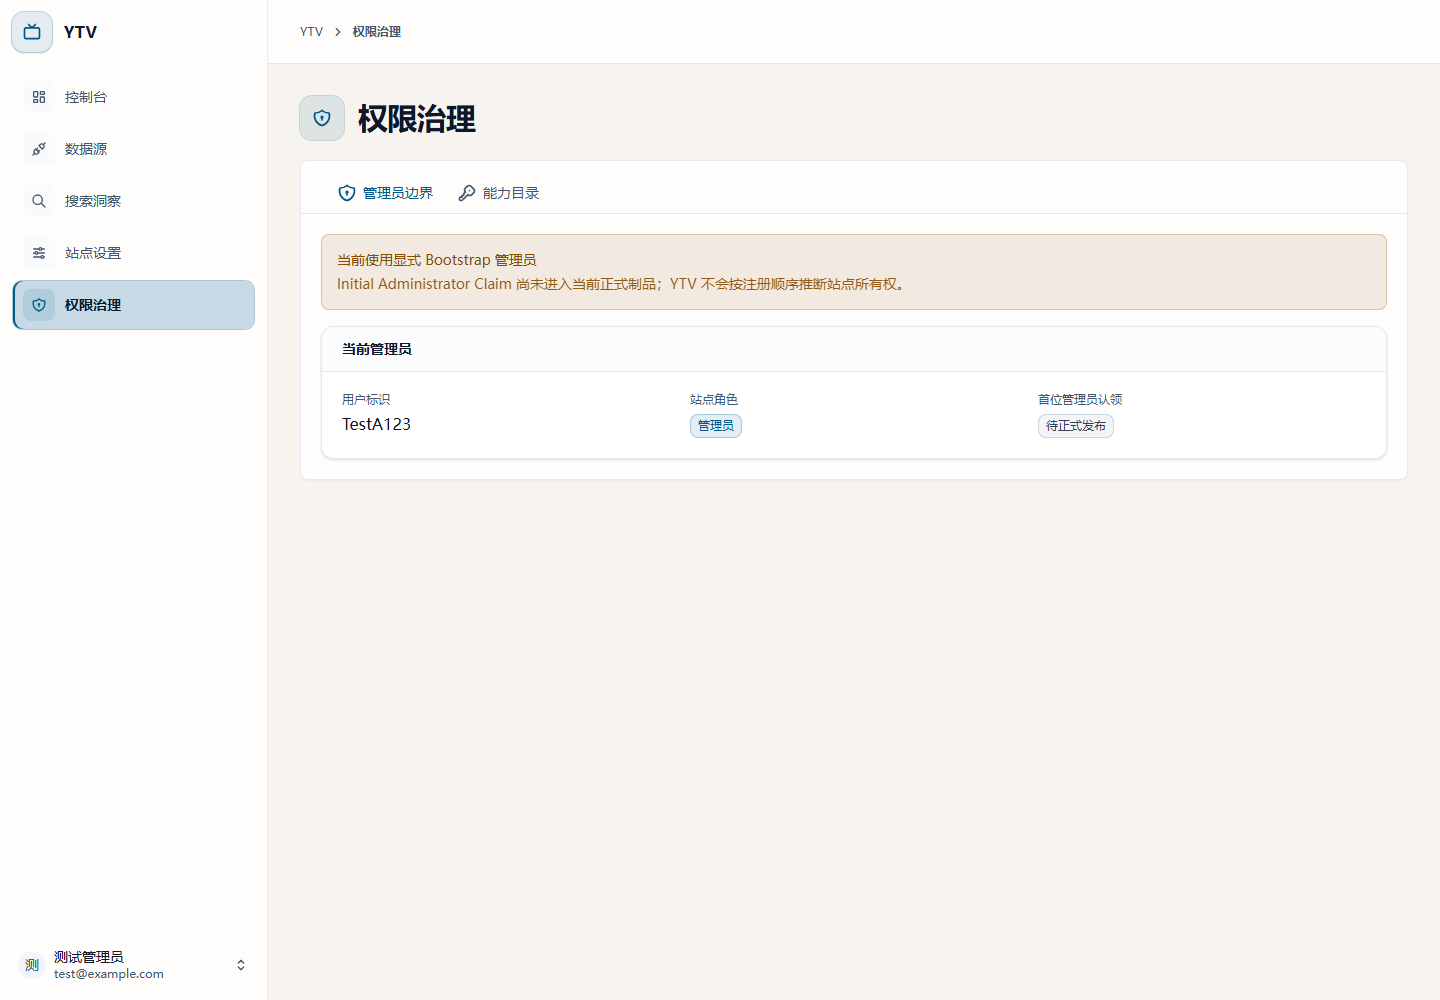 YTV
控制台
数据源
搜索洞察
站点设置
权限治理
测
测试管理员
test@example.com
YTV
权限治理
权限治理
管理员边界
能力目录
当前使用显式 Bootstrap 管理员
Initial Administrator Claim 尚未进入当前正式制品；YTV 不会按注册顺序推断站点所有权。
当前管理员
用户标识
站点角色
首位管理员认领
TestA123
管理员
待正式发布